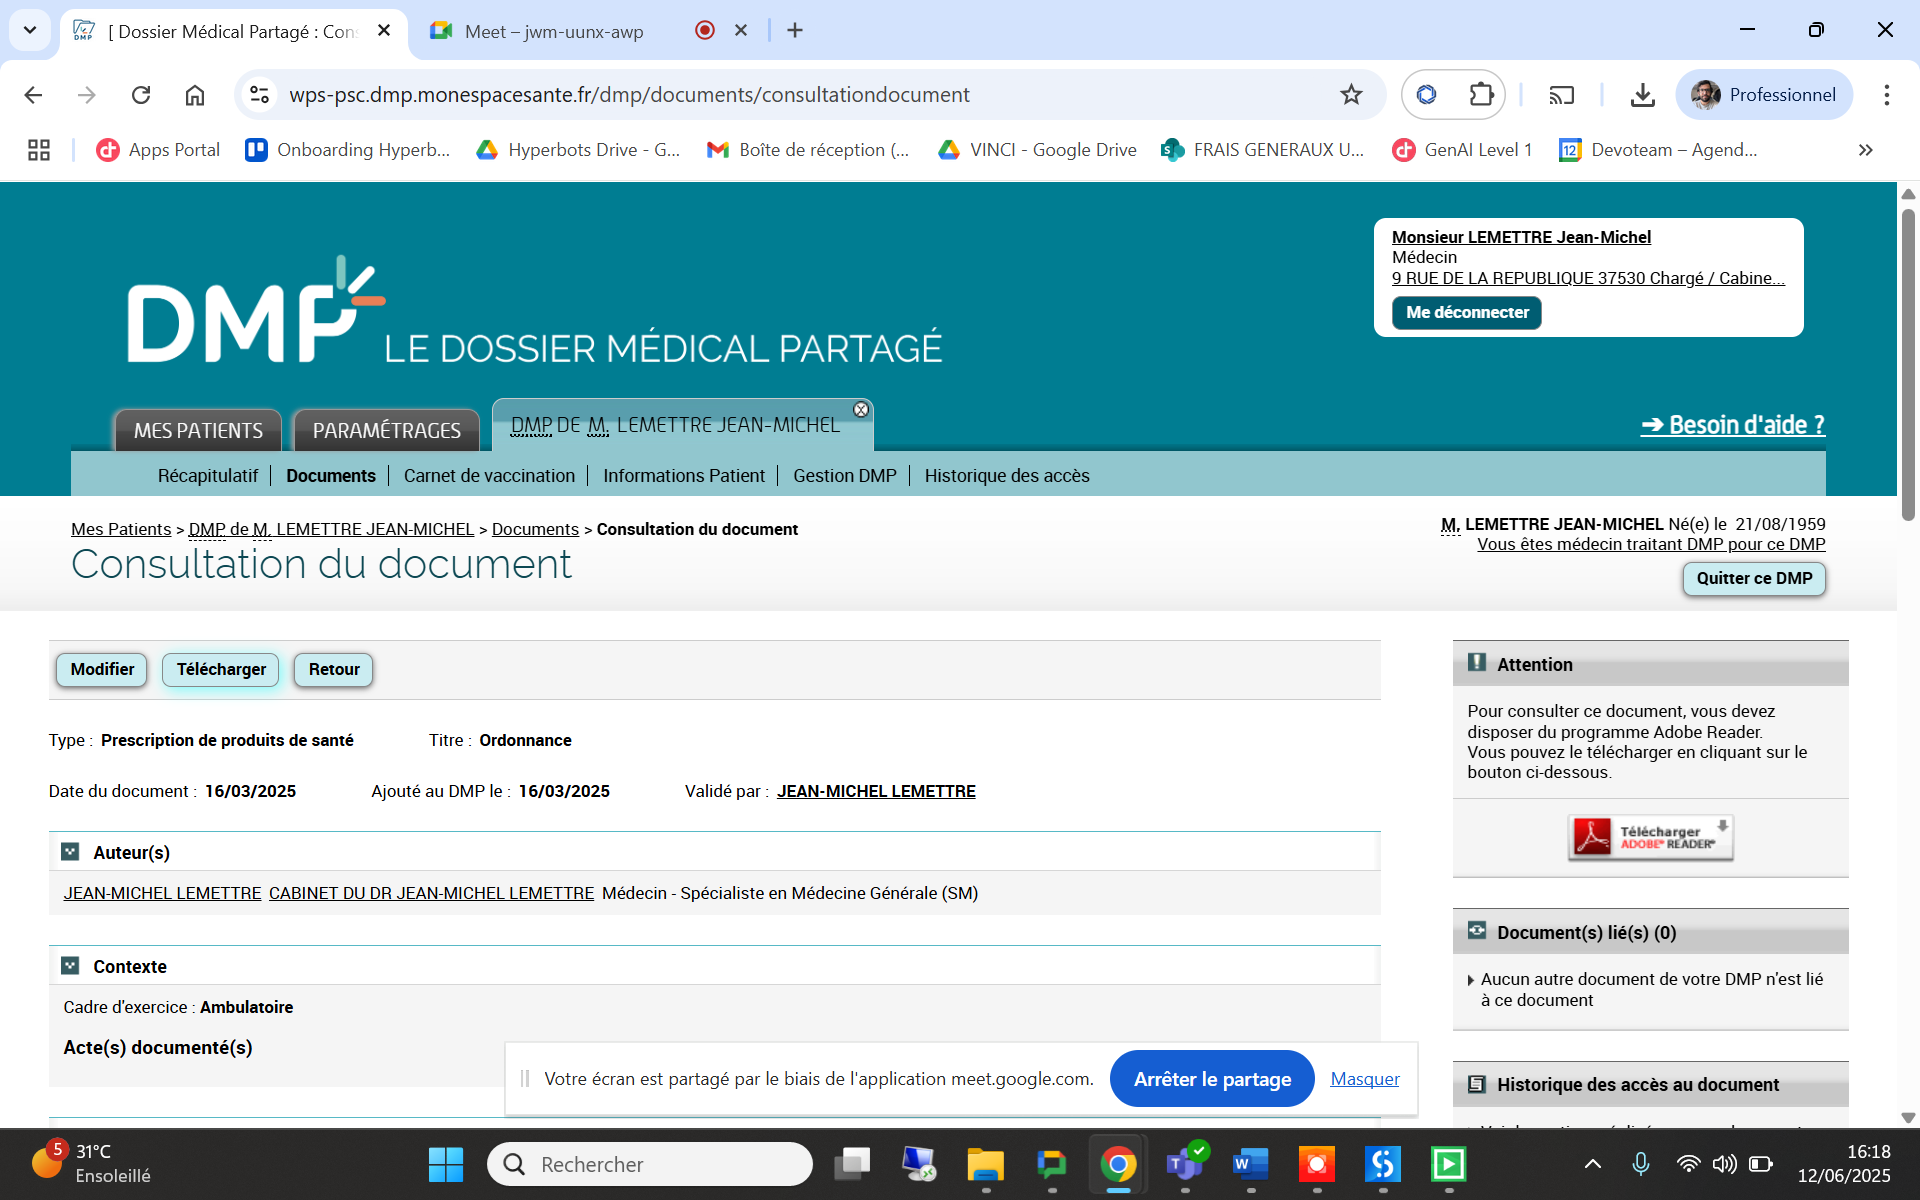 [ Dossier Médical Partagé : Cons
Meet – jwm-uunx-awp
wps-psc.dmp.monespacesante.fr/dmp/documents/consultationdocument
Professionnel
Apps Portal
Onboarding Hyperb...
Hyperbots Drive - G...
Boîte de réception (...
VINCI - Google Drive
FRAIS GENERAUX U...
GenAI Level 1
12
Devoteam – Agend...
Monsieur LEMETTRE Jean-Michel
Médecin
9 RUE DE LA REPUBLIQUE 37530 Chargé / Cabine...
Me déconnecter
DMP LE DOSSIER MÉDICAL PARTAGÉ
MES PATIENTS
PARAMÉTRAGES
DMP DE M. LEMETTRE JEAN-MICHEL
➔ Besoin d'aide ?
Récapitulatif | Documents | Carnet de vaccination | Informations Patient | Gestion DMP | Historique des accès
Mes Patients > DMP de M. LEMETTRE JEAN-MICHEL > Documents > Consultation du document
Consultation du document
M. LEMETTRE JEAN-MICHEL Né(e) le 21/08/1959
Vous êtes médecin traitant DMP pour ce DMP
Quitter ce DMP
Modifier
Télécharger
Retour
Type : Prescription de produits de santé
Titre : Ordonnance
Date du document : 16/03/2025
Ajouté au DMP le : 16/03/2025
Validé par : JEAN-MICHEL LEMETTRE
Auteur(s)
JEAN-MICHEL LEMETTRE CABINET DU DR JEAN-MICHEL LEMETTRE Médecin - Spécialiste en Médecine Générale (SM)
Contexte
Cadre d'exercice : Ambulatoire
Acte(s) documenté(s)
Attention
Pour consulter ce document, vous devez
disposer du programme Adobe Reader.
Vous pouvez le télécharger en cliquant sur le
bouton ci-dessous.
Télécharger
ADOBE® READER®
Document(s) lié(s) (0)
Aucun autre document de votre DMP n'est lié
à ce document
Historique des accès au document
Votre écran est partagé par le biais de l'application meet.google.com.
Arrêter le partage
Masquer
5
31°C
Ensoleillé
Rechercher
16:18
12/06/2025